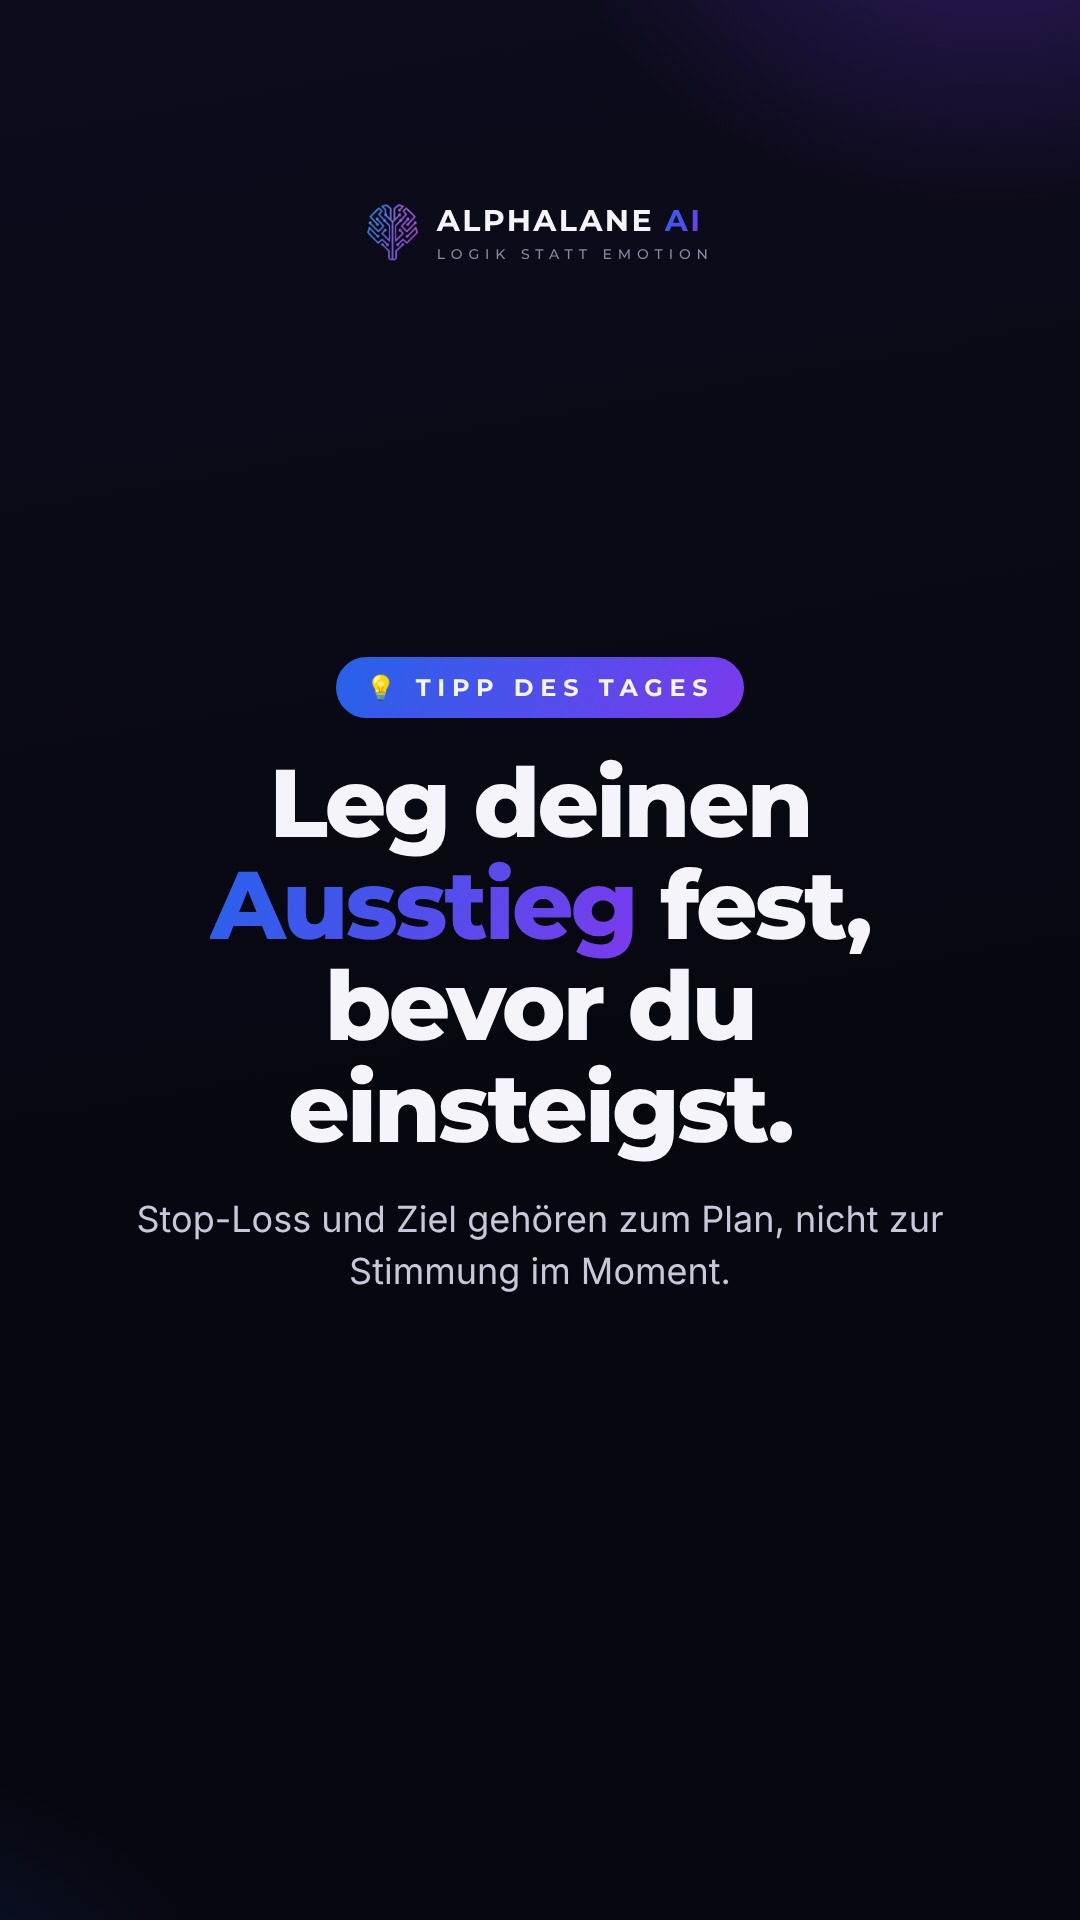 ALPHALANE AI
LOGIK STATT EMOTION
💡 TIPP DES TAGES
Leg deinen
Ausstieg fest,
bevor du
einsteigst.
Stop-Loss und Ziel gehören zum Plan, nicht zur
Stimmung im Moment.